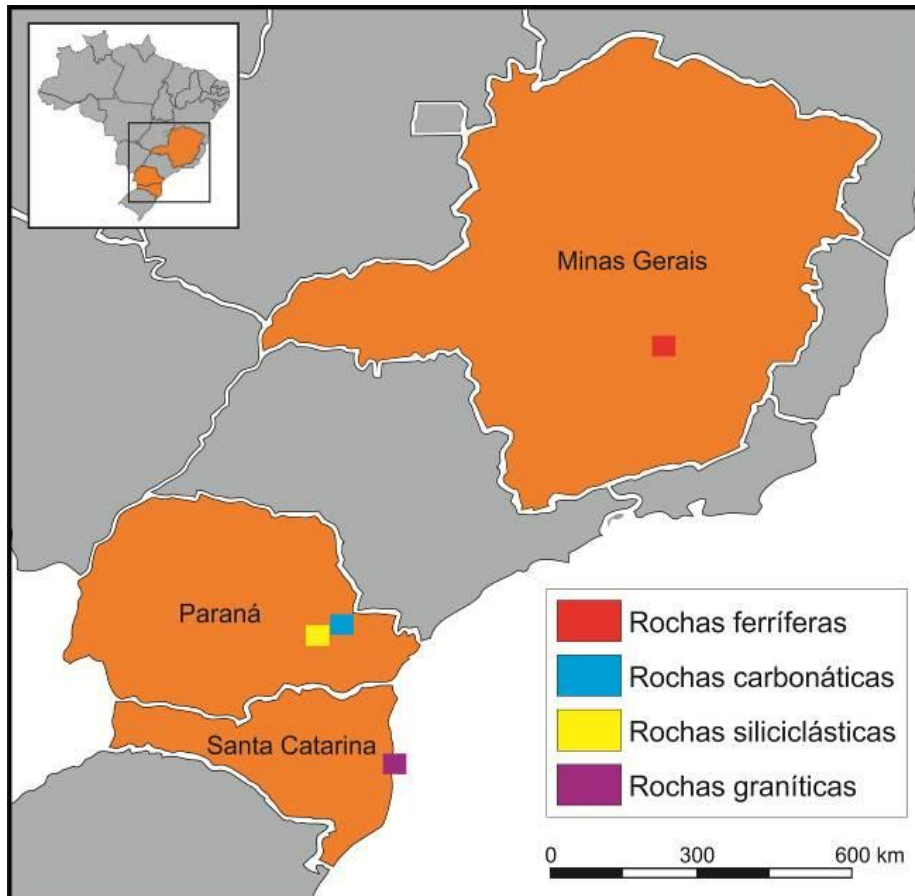 Minas Gerais
Paraná
Santa Catarina
Rochas ferríferas
Rochas carbonáticas
Rochas siliciclásticas
Rochas graníticas
0 300 600 km